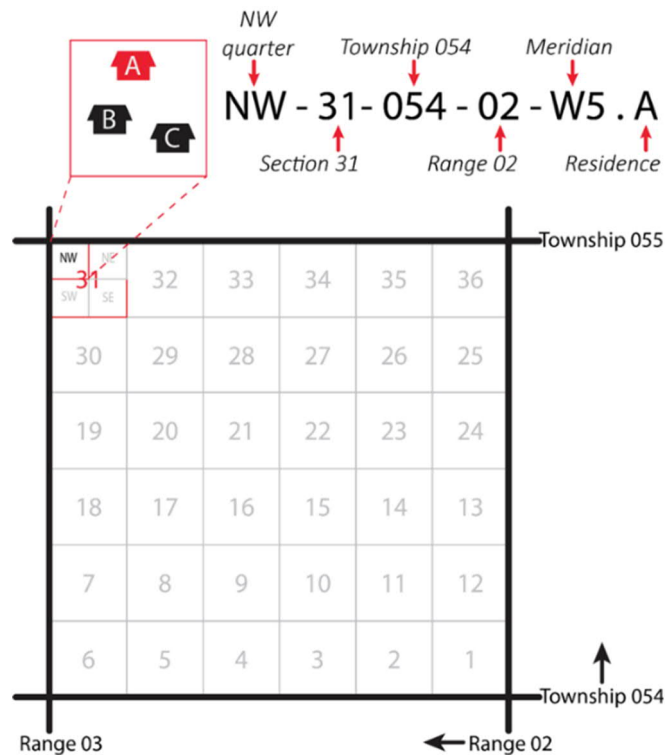 NW
quarter
Township 054
Meridian
NW - 31 - 054 - 02 - W5 . A
Section 31
Range 02
Residence
A
B
C
Township 055
NW NE
31
SW SE
32 33 34 35 36
30 29 28 27 26 25
19 20 21 22 23 24
18 17 16 15 14 13
7 8 9 10 11 12
6 5 4 3 2 1
Township 054
Range 03
Range 02